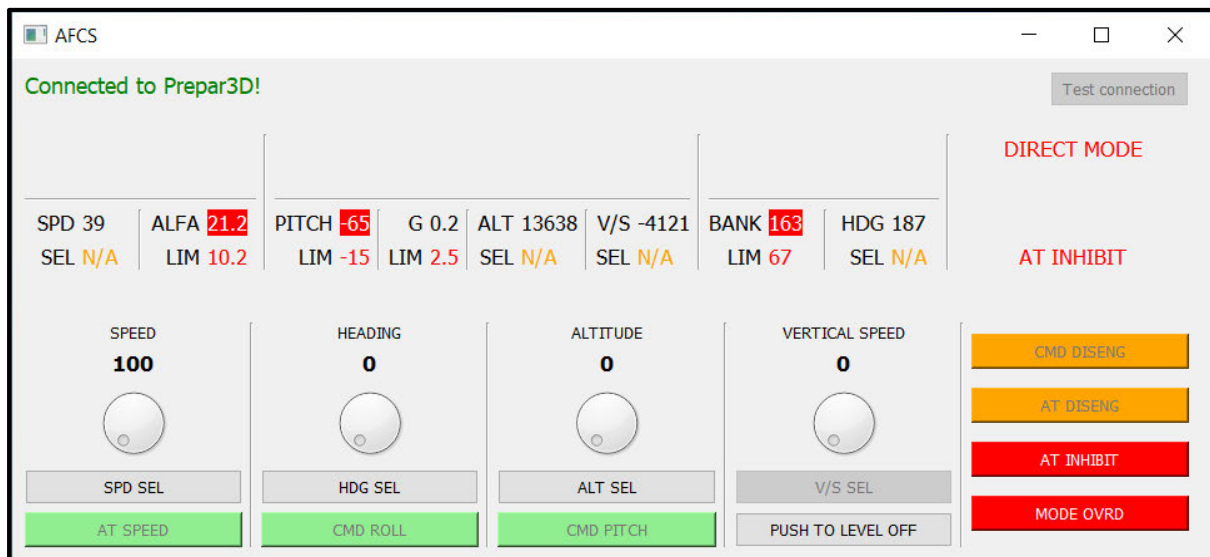 AFCS
Connected to Prepar3D!
Test connection
DIRECT MODE
SPD 39 ALFA 21.2 PITCH -65 G 0.2 ALT 13638 V/S -4121 BANK 163 HDG 187
SEL N/A LIM 10.2 LIM -15 LIM 2.5 SEL N/A SEL N/A LIM 67 SEL N/A
AT INHIBIT
SPEED HEADING ALTITUDE VERTICAL SPEED
100 0 0 0
CMD DISENG
AT DISENG
AT INHIBIT
SPD SEL HDG SEL ALT SEL V/S SEL
MODE OVRD
AT SPEED CMD ROLL CMD PITCH PUSH TO LEVEL OFF